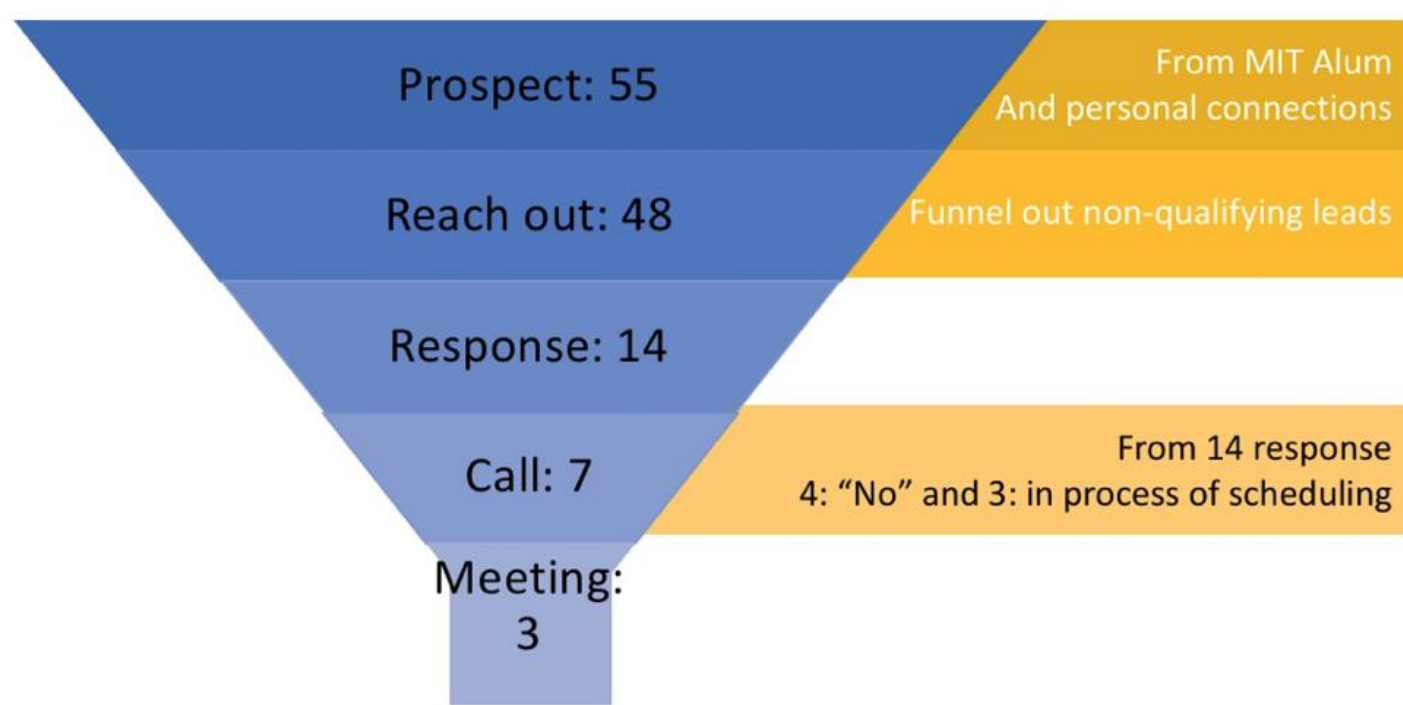 Prospect: 55
From MIT Alum
And personal connections
Reach out: 48
Funnel out non-qualifying leads
Response: 14
Call: 7
From 14 response
4: “No” and 3: in process of scheduling
Meeting:
3